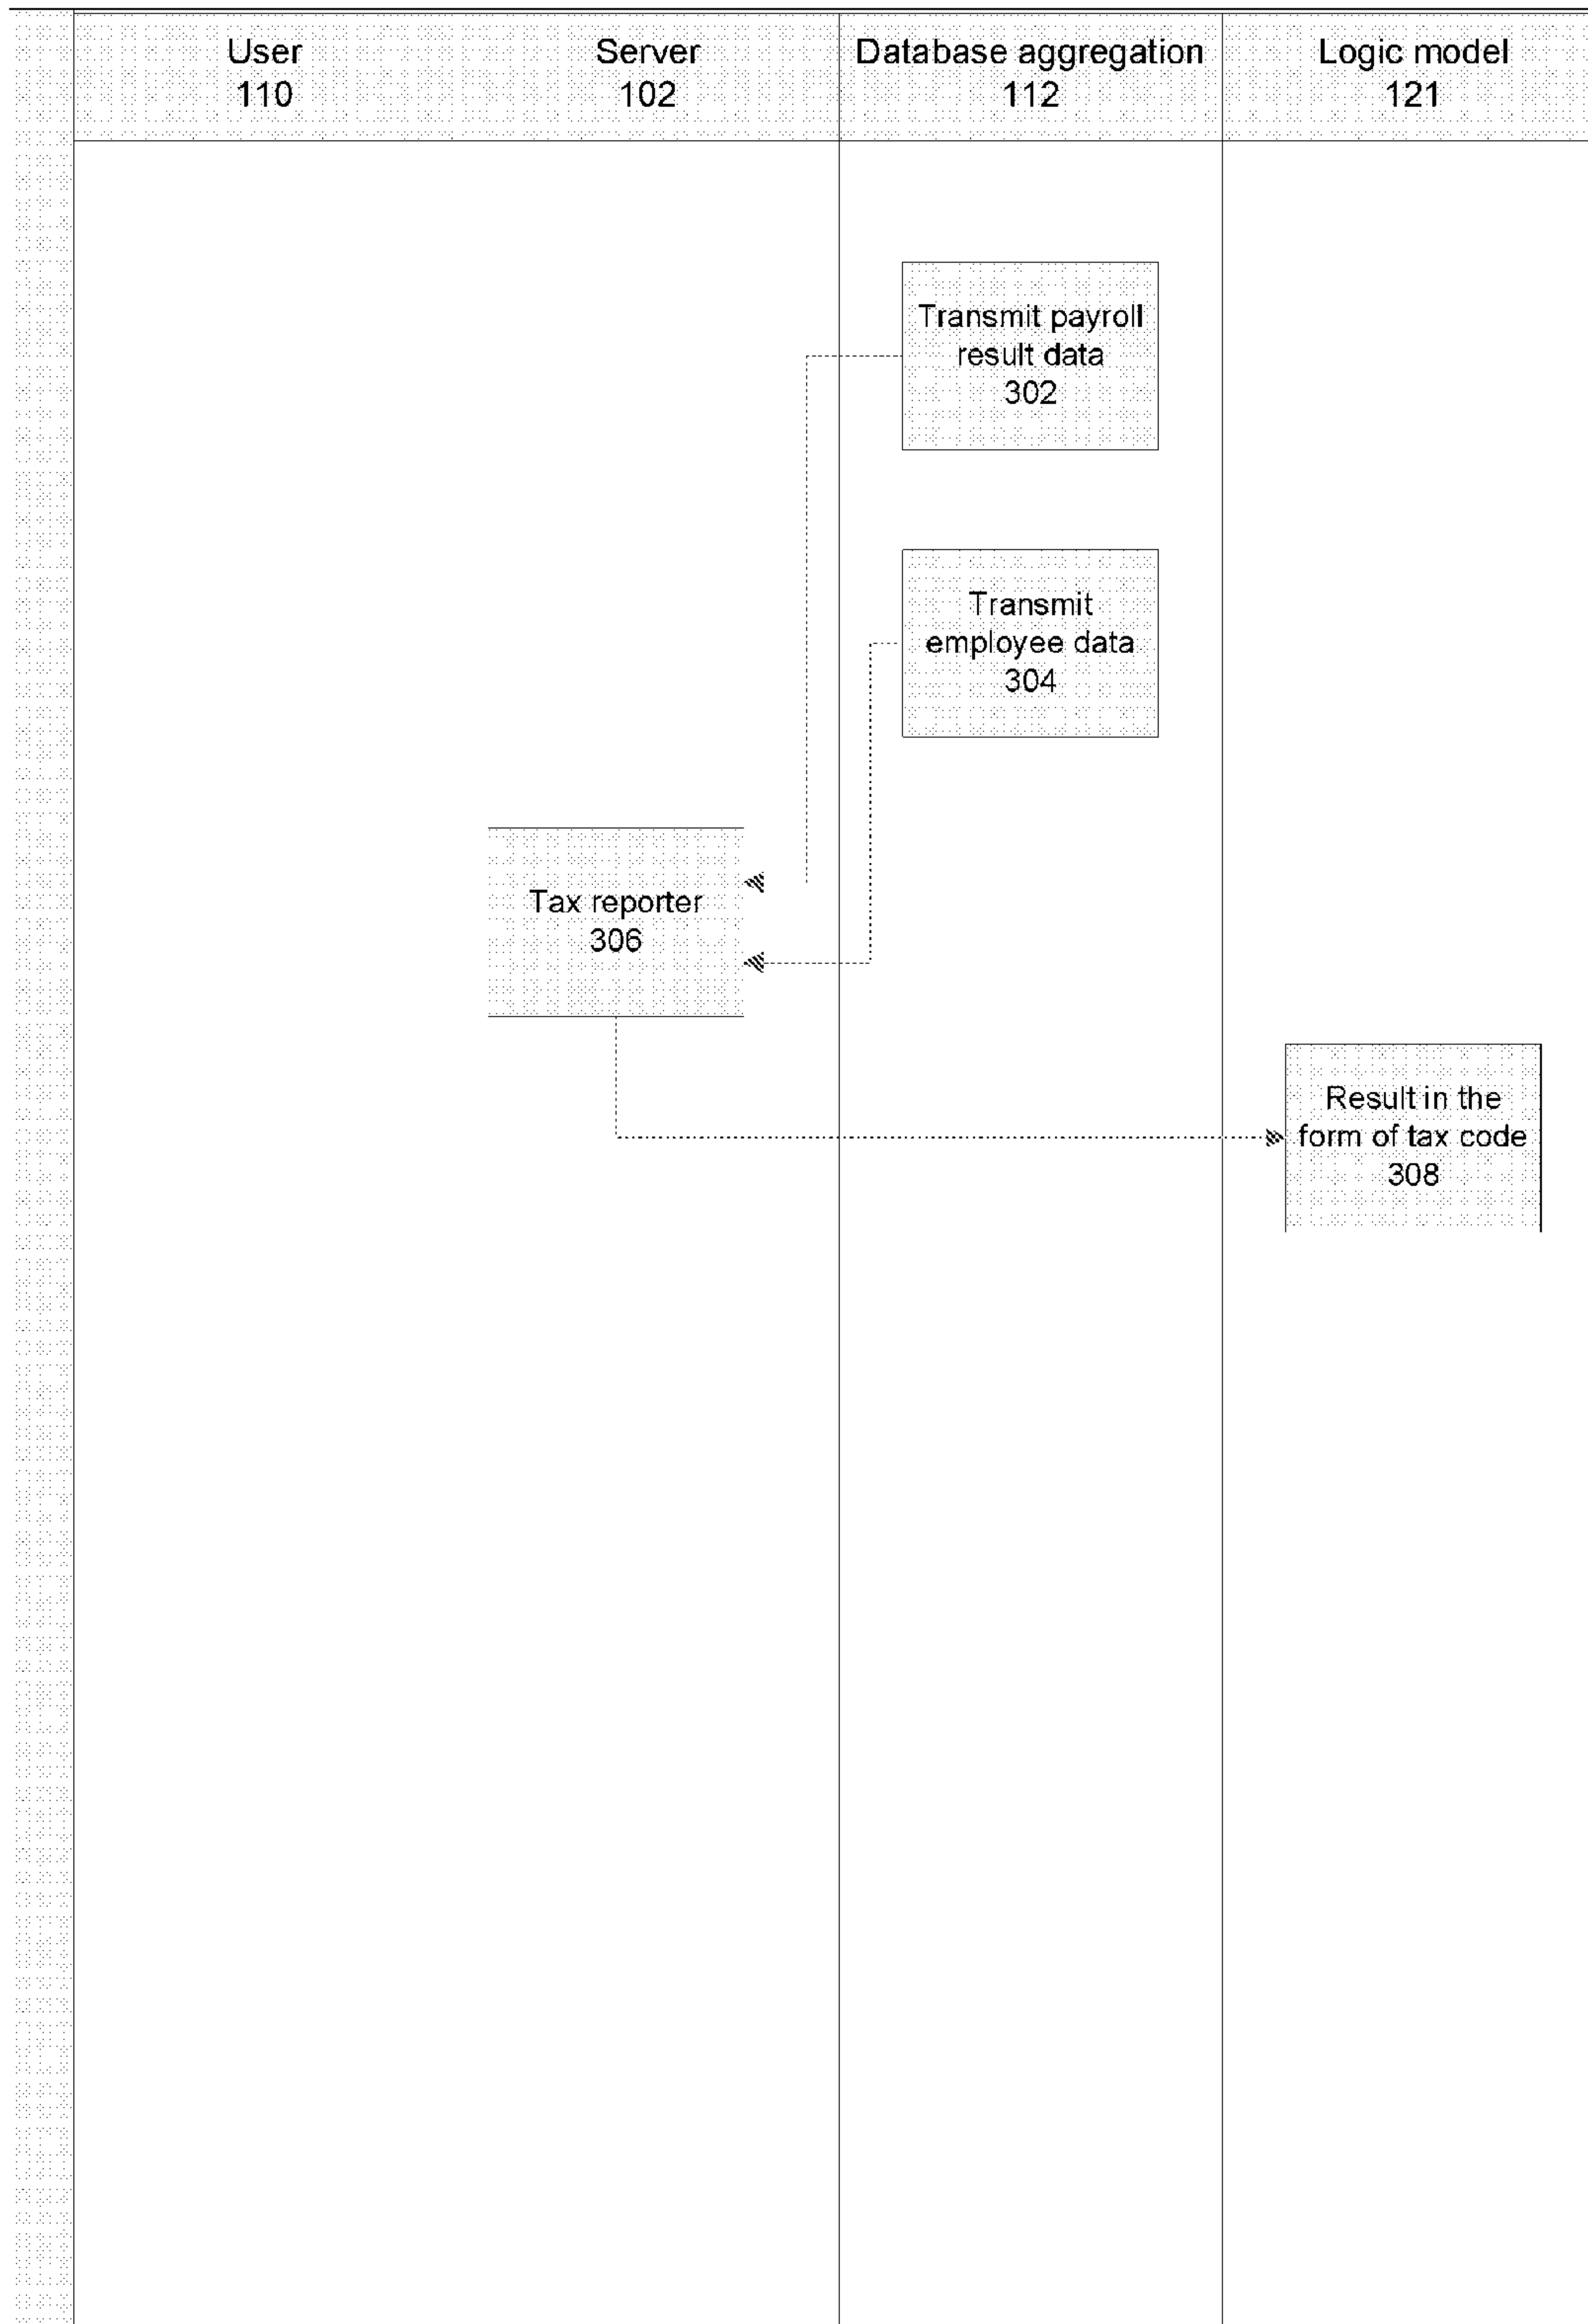 User
110
Server
102
Database aggregation
112
Logic model
121
Transmit payroll
result data
302
Transmit
employee data
304
Tax reporter
306
Result in the
form of tax code
308